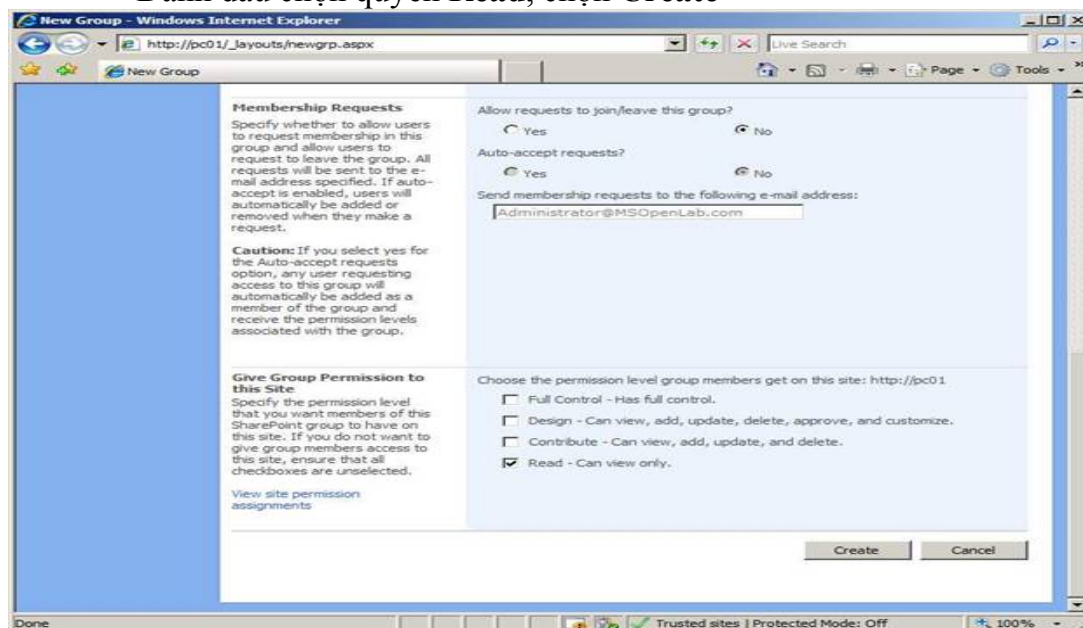 Đánh dấu chọn quyền Read, chọn Create
New Group - Windows Internet Explorer
http://pc01/_layouts/newgrp.aspx
Live Search
New Group
Page
Tools
Membership Requests
Specify whether to allow users
to request membership in this
group and allow users to
request to leave the group. All
requests will be sent to the e-
mail address specified. If auto-
accept is enabled, users will
automatically be added or
removed when they make a
request.
Caution: If you select yes for
the Auto-accept requests
option, any user requesting
access to this group will
automatically be added as a
member of the group and
receive the permission levels
associated with the group.
Allow requests to join/leave this group?
Yes No
Auto-accept requests?
Yes No
Send membership requests to the following e-mail address:
Administrator@MSOpenLab.com
Give Group Permission to
this Site
Specify the permission level
that you want members of this
SharePoint group to have on
this site. If you do not want to
give group members access to
this site, ensure that all
checkboxes are unselected.
View site permission
assignments
Choose the permission level group members get on this site: http://pc01
Full Control - Has full control.
Design - Can view, add, update, delete, approve, and customize.
Contribute - Can view, add, update, and delete.
Read - Can view only.
Create Cancel
Done
Trusted sites | Protected Mode: Off
100%